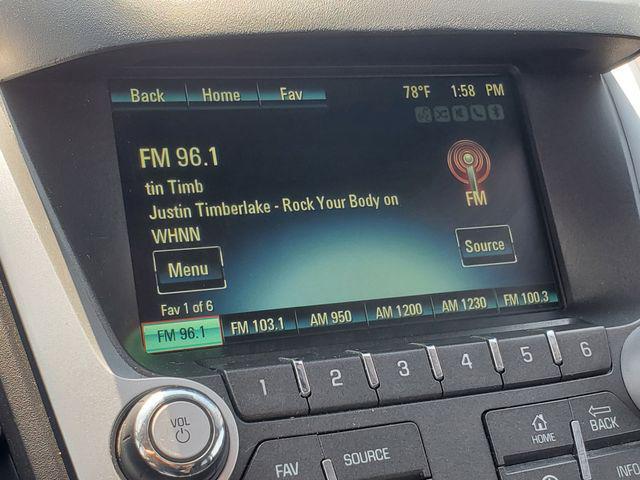 Back Home Fav 78°F 1:58 PM
FM 96.1
tin Timb
Justin Timberlake - Rock Your Body on
WHNN
FM
Menu
Source
Fav 1 of 6
FM 96.1 FM 103.1 AM 950 AM 1200 AM 1230 FM 100.3
1 2 3 4 5 6
VOL
FAV SOURCE HOME BACK
INFO